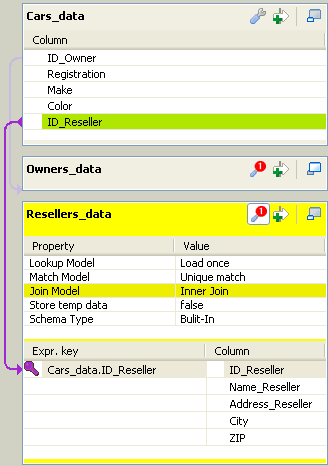 Cars_data
Column
ID_Owner
Registration
Make
Color
ID_Reseller
Owners_data 1
Resellers_data 1
Property Value
Lookup Model Load once
Match Model Unique match
Join Model Inner Join
Store temp data false
Schema Type Bulit-In
Expr. key Column
Cars_data.ID_Reseller ID_Reseller
Name_Reseller
Address_Reseller
City
ZIP